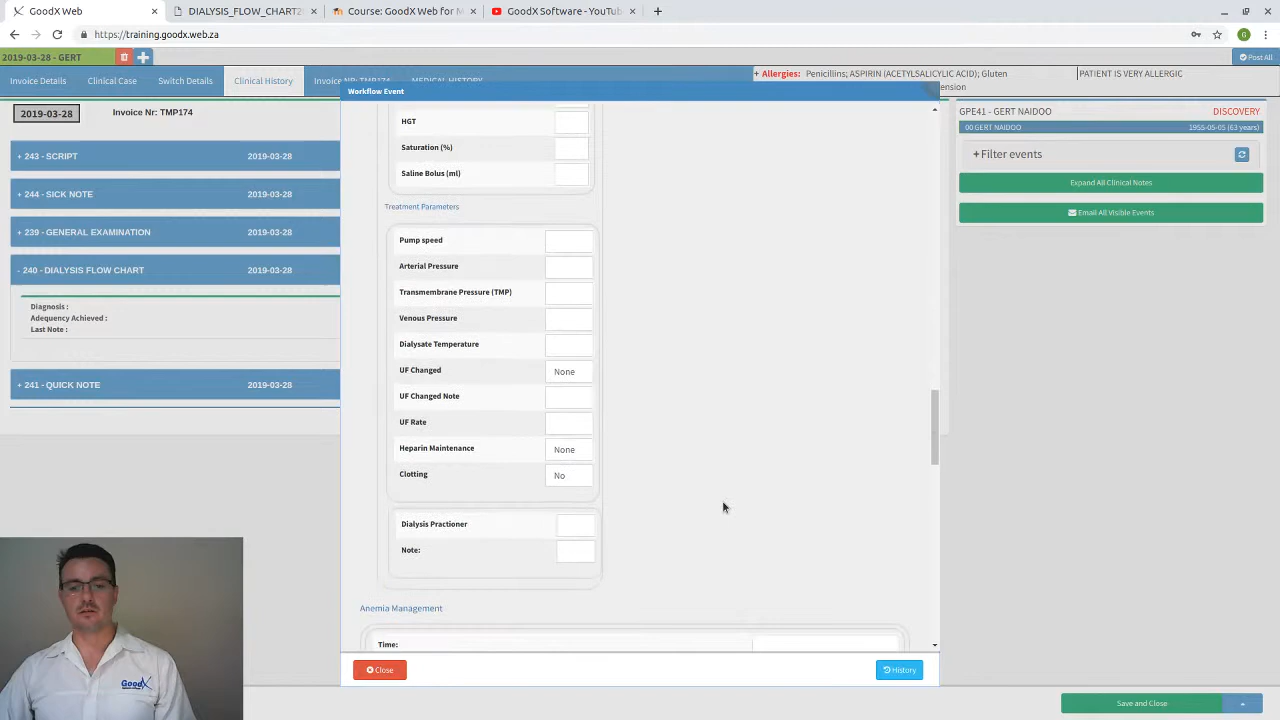 GoodX Web
DIALYSIS_FLOW_CHART2
Course: GoodX Web for M
GoodX Software - YouTub
https://training.goodx.web.za
G
2019-03-28 - GERT
Post All
Invoice Details
Clinical Case
Switch Details
Clinical History
Invoice NR: TMP174
MEDICAL HISTORY
+ Allergies: Penicillins; ASPIRIN (ACETYLSALICYLIC ACID); Gluten
PATIENT IS VERY ALLERGIC
ension
2019-03-28
Invoice Nr: TMP174
+ 243 - SCRIPT 2019-03-28
+ 244 - SICK NOTE 2019-03-28
+ 239 - GENERAL EXAMINATION 2019-03-28
- 240 - DIALYSIS FLOW CHART 2019-03-28
Diagnosis :
Adequency Achieved :
Last Note :
+ 241 - QUICK NOTE 2019-03-28
Workflow Event
HGT
Saturation (%)
Saline Bolus (ml)
Treatment Parameters
Pump speed
Arterial Pressure
Transmembrane Pressure (TMP)
Venous Pressure
Dialysate Temperature
UF Changed None
UF Changed Note
UF Rate
Heparin Maintenance None
Clotting No
Dialysis Practioner
Note:
Anemia Management
Time:
Close
History
GPE41 - GERT NAIDOO DISCOVERY
00 GERT NAIDOO 1955-05-05 (63 years)
+ Filter events
Expand All Clinical Notes
Email All Visible Events
Save and Close
GoodX